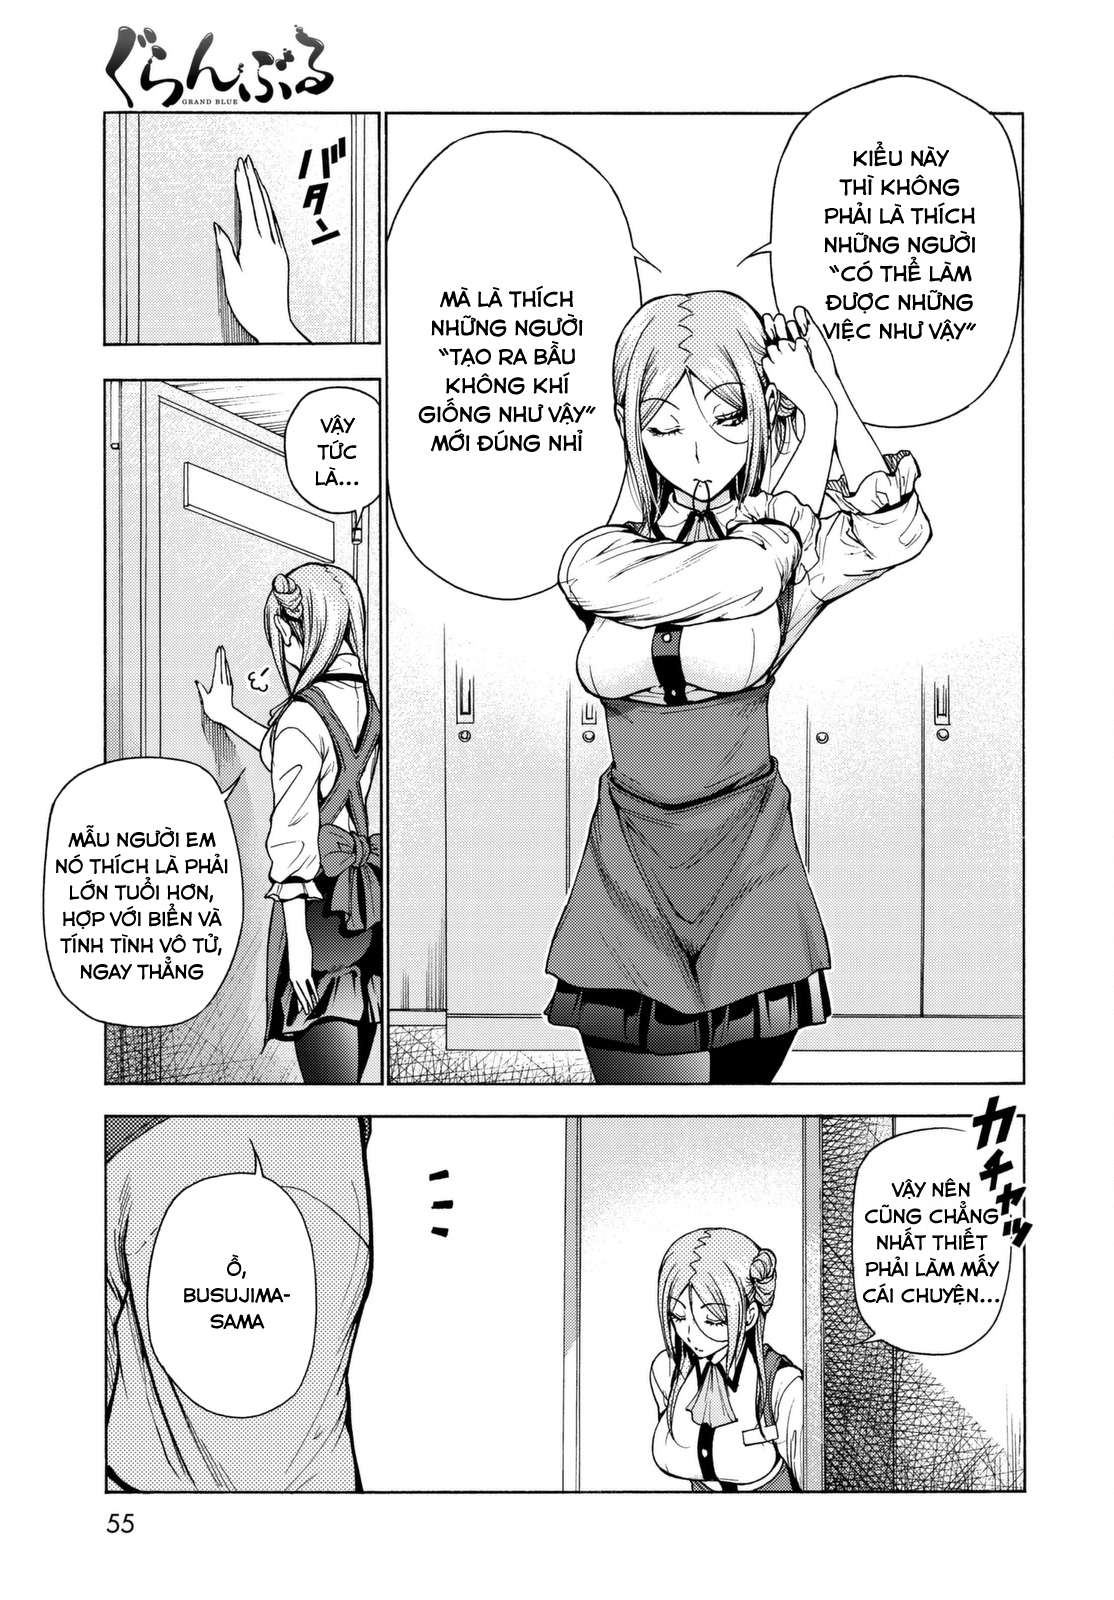 ぐらんぶる
GRAND BLUE
KIỂU NÀY
THÌ KHÔNG
PHẢI LÀ THÍCH
NHỮNG NGƯỜI
“CÓ THỂ LÀM
ĐƯỢC NHỮNG
VIỆC NHƯ VẬY”
MÀ LÀ THÍCH
NHỮNG NGƯỜI
“TẠO RA BẦU
KHÔNG KHÍ
GIỐNG NHƯ VẬY”
MỚI ĐÚNG NHỈ
バタン
VẬY
TỨC
LÀ...
MẪU NGƯỜI EM
NÓ THÍCH LÀ PHẢI
LỚN TUỔI HƠN,
HỢP VỚI BIỂN VÀ
TÍNH TÌNH VÔ TỬ,
NGAY THẲNG
ガチャッ
VẬY NÊN
CŨNG CHẲNG
NHẤT THIẾT
PHẢI LÀM MẤY
CÁI CHUYỆN...
Ồ,
BUSUJIMA-
SAMA
55